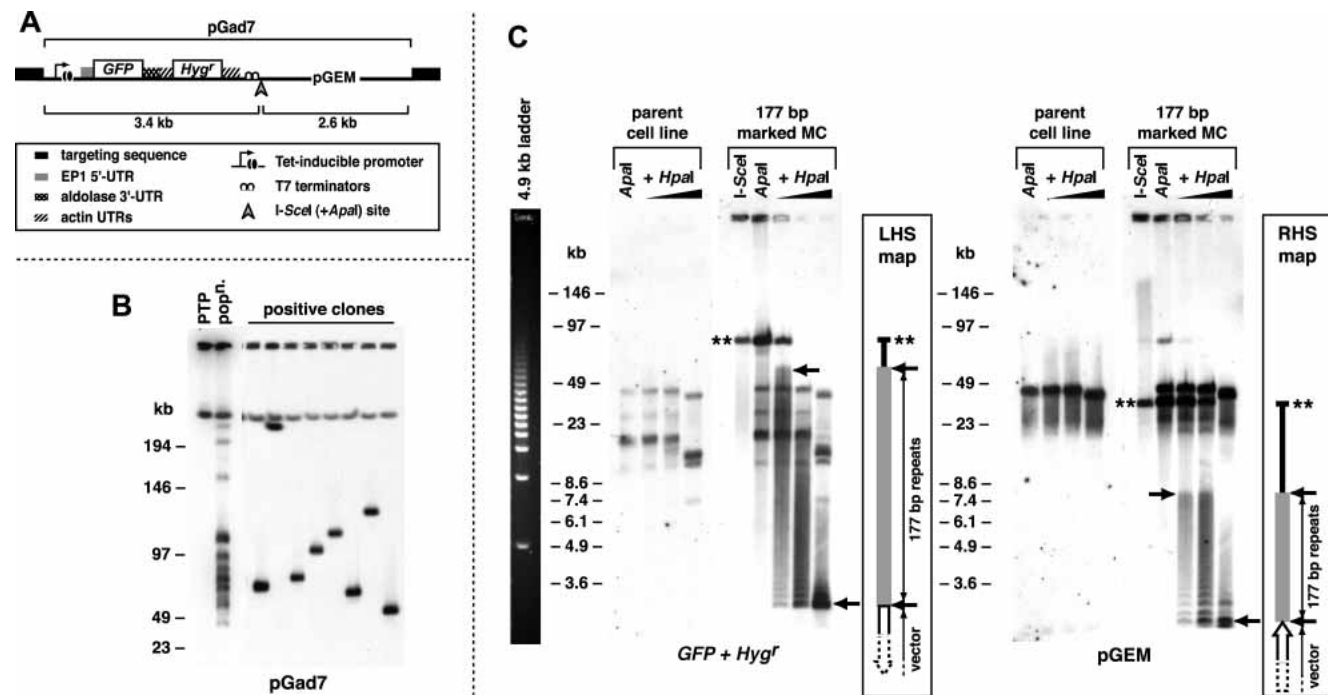 A
pGad7
GFP
Hygr
pGEM
3.4 kb
2.6 kb
targeting sequence
EP1 5'-UTR
aldolase 3'-UTR
actin UTRs
Tet-inducible promoter
T7 terminators
I-SceI (+ApaI) site
B
PTP
popn.
positive clones
kb
194 –
146 –
97 –
49 –
23 –
pGad7
C
4.9 kb ladder
parent
cell line
177 bp
marked MC
ApaI
+ HpaI
I-SceI
ApaI
+ HpaI
kb
– 146 –
– 97 –
– 49 –
– 23 –
– 8.6 –
– 7.4 –
– 6.1 –
– 4.9 –
– 3.6 –
**
GFP + Hygr
LHS
map
**
177 bp repeats
vector
parent
cell line
177 bp
marked MC
ApaI
+ HpaI
I-SceI
ApaI
+ HpaI
kb
– 146 –
– 97 –
– 49 –
– 23 –
– 8.6 –
– 7.4 –
– 6.1 –
– 4.9 –
– 3.6 –
**
pGEM
RHS
map
**
177 bp repeats
vector